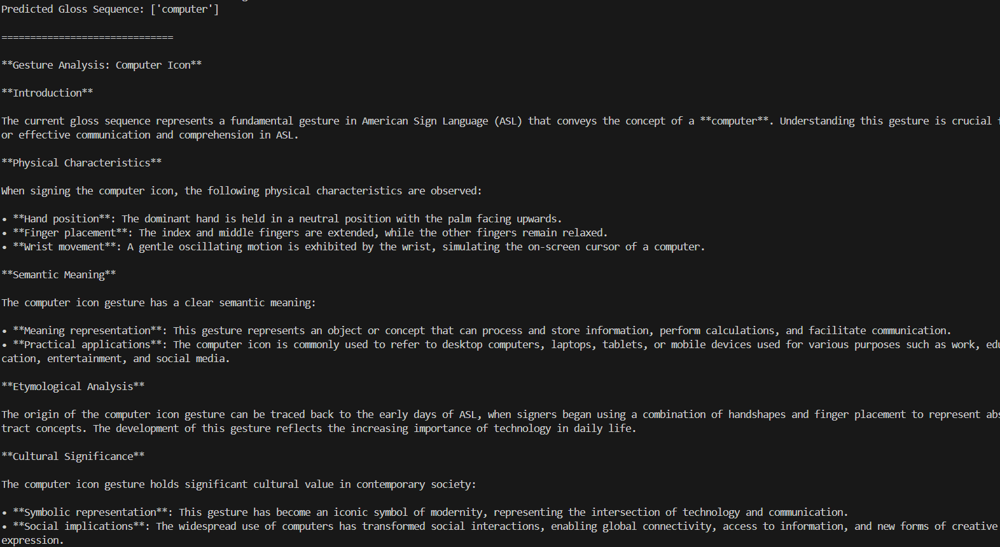 Predicted Gloss Sequence: ['computer']
==============================
**Gesture Analysis: Computer Icon**
**Introduction**
The current gloss sequence represents a fundamental gesture in American Sign Language (ASL) that conveys the concept of a **computer**. Understanding this gesture is crucial f
or effective communication and comprehension in ASL.
**Physical Characteristics**
When signing the computer icon, the following physical characteristics are observed:
• **Hand position**: The dominant hand is held in a neutral position with the palm facing upwards.
• **Finger placement**: The index and middle fingers are extended, while the other fingers remain relaxed.
• **Wrist movement**: A gentle oscillating motion is exhibited by the wrist, simulating the on-screen cursor of a computer.
**Semantic Meaning**
The computer icon gesture has a clear semantic meaning:
• **Meaning representation**: This gesture represents an object or concept that can process and store information, perform calculations, and facilitate communication.
• **Practical applications**: The computer icon is commonly used to refer to desktop computers, laptops, tablets, or mobile devices used for various purposes such as work, edu
cation, entertainment, and social media.
**Etymological Analysis**
The origin of the computer icon gesture can be traced back to the early days of ASL, when signers began using a combination of handshapes and finger placement to represent abs
tract concepts. The development of this gesture reflects the increasing importance of technology in daily life.
**Cultural Significance**
The computer icon gesture holds significant cultural value in contemporary society:
• **Symbolic representation**: This gesture has become an iconic symbol of modernity, representing the intersection of technology and communication.
• **Social implications**: The widespread use of computers has transformed social interactions, enabling global connectivity, access to information, and new forms of creative
expression.